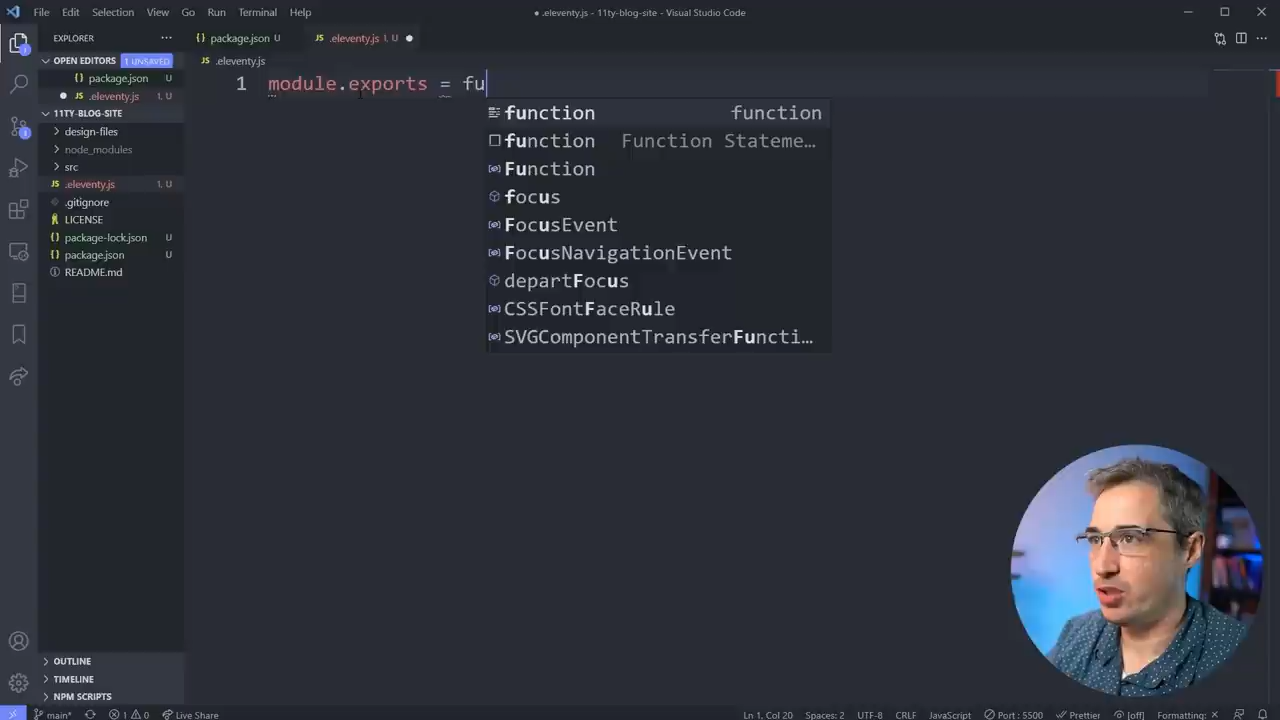 File Edit Selection View Go Run Terminal Help
.eleventy.js - 11ty-blog-site - Visual Studio Code
EXPLORER
OPEN EDITORS 1 UNSAVED
package.json U
.eleventy.js 1, U
11TY-BLOG-SITE
design-files
node_modules
src
.eleventy.js 1, U
.gitignore
LICENSE
package-lock.json U
package.json U
README.md
OUTLINE
TIMELINE
NPM SCRIPTS
package.json U
.eleventy.js 1, U
.eleventy.js
1 module.exports = fu
function function
function Function Stateme…
Function
focus
FocusEvent
FocusNavigationEvent
departFocus
CSSFontFaceRule
SVGComponentTransferFuncti…
main* 1 0 Live Share Ln 1, Col 20 Spaces: 2 UTF-8 CRLF JavaScript Port : 5500 Prettier [off] Formatting: